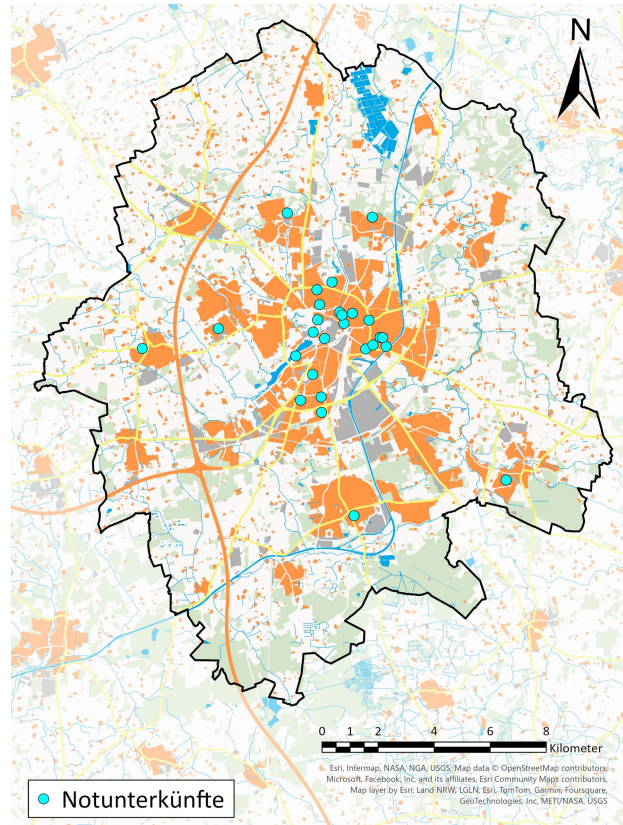 N
0 2 4 6 8
Kilometer
Esri, Intermap, NASA, NGA, USGS; Map data © OpenStreetMap contributors,
Microsoft, Facebook, Inc. and its affiliates, Esri Community Maps contributors,
Map layer by Esri; Land NRW, LGLN, Esri, TomTom, Garmin, Foursquare,
GeoTechnologies, Inc, METI/NASA, USGS
Notunterkünfte